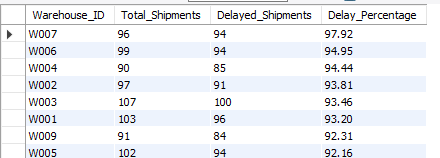 Warehouse_ID Total_Shipments Delayed_Shipments Delay_Percentage
W007 96 94 97.92
W006 99 94 94.95
W004 90 85 94.44
W002 97 91 93.81
W003 107 100 93.46
W001 103 96 93.20
W009 91 84 92.31
W005 102 94 92.16